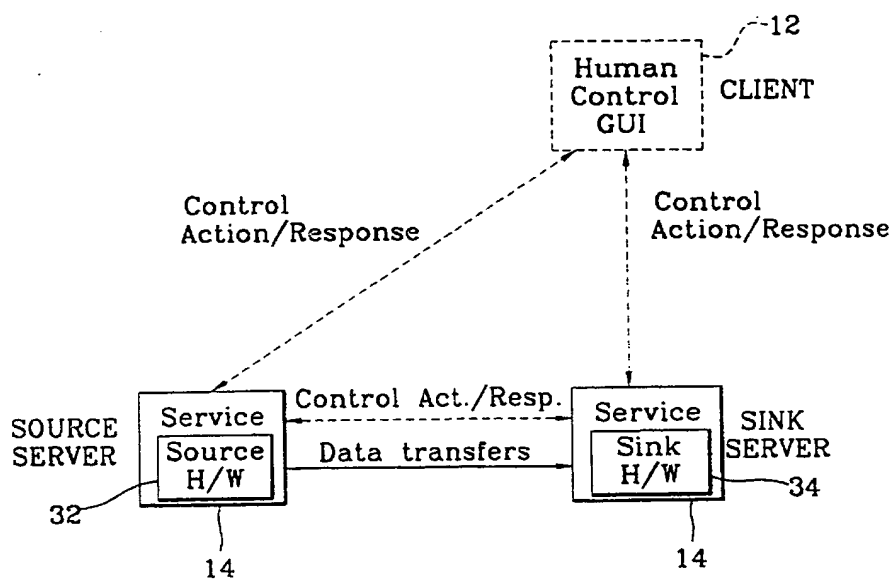 12
Human
Control
GUI
CLIENT
Control
Action/Response
Control
Action/Response
SOURCE
SERVER
Service
Source
H/W
Control Act./Resp.
Data transfers
Service
Sink
H/W
SINK
SERVER
32
34
14
14